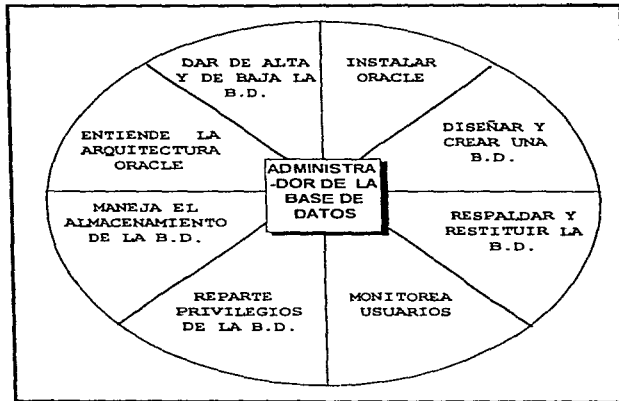 DAR DE ALTA
Y DE BAJA LA
B.D.
INSTALAR
ORACLE
ENTIENDE LA
ARQUITECTURA
ORACLE
DISEÑAR Y
CREAR UNA
B.D.
ADMINISTRA
-DOR DE LA
BASE DE
DATOS
MANEJA EL
ALMACENAMIENTO
DE LA B.D.
RESPALDAR Y
RESTITUIR LA
B.D.
REPARTE
PRIVILEGIOS
DE LA B.D.
MONITOREA
USUARIOS